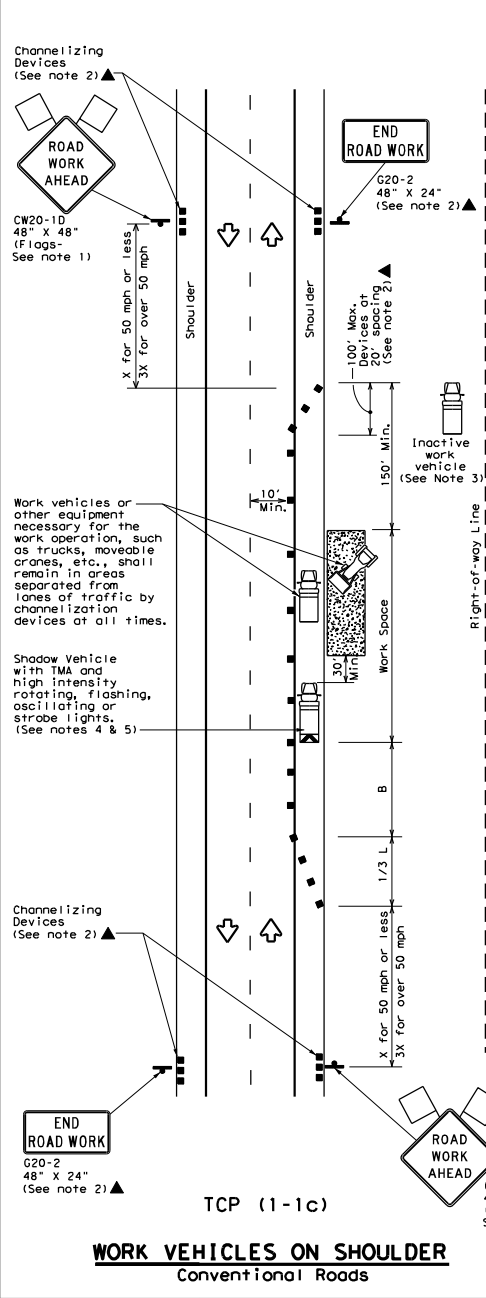 Channelizing
Devices
(See note 2)
ROAD
WORK
AHEAD
CW20-1D
48" X 48"
(Flags-
See note 1)
END
ROAD WORK
G20-2
48" X 24"
(See note 2)
X for 50 mph or less
3X for over 50 mph
Shoulder
Shoulder
100' Max.
Devices at
20' spacing
(See note 2)
150' Min.
Inactive
work
vehicle
(See Note 3)
Right-of-way Line
10'
Min.
Work vehicles or
other equipment
necessary for the
work operation, such
as trucks, moveable
cranes, etc., shall
remain in areas
separated from
lanes of traffic by
channelization
devices at all times.
Work Space
30'
Min.
Shadow Vehicle
with TMA and
high intensity
rotating, flashing,
oscillating or
strobe lights.
(See notes 4 & 5)
B
1/3 L
Channelizing
Devices
(See note 2)
X for 50 mph or less
3X for over 50 mph
END
ROAD WORK
G20-2
48" X 24"
(See note 2)
ROAD
WORK
AHEAD
TCP (1-1c)
WORK VEHICLES ON SHOULDER
Conventional Roads